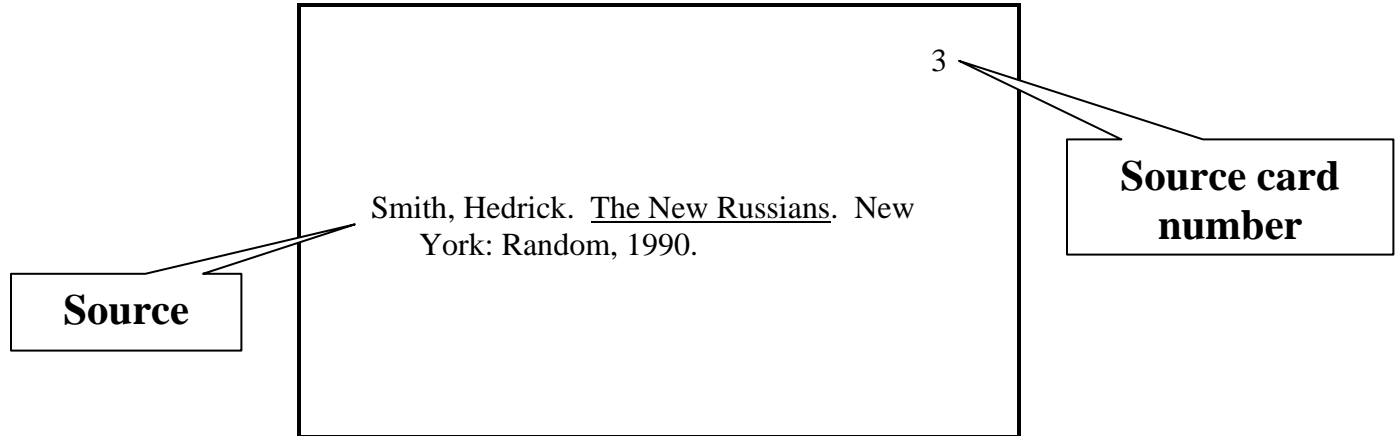 3
Source card
number
Smith, Hedrick. The New Russians. New
York: Random, 1990.
Source